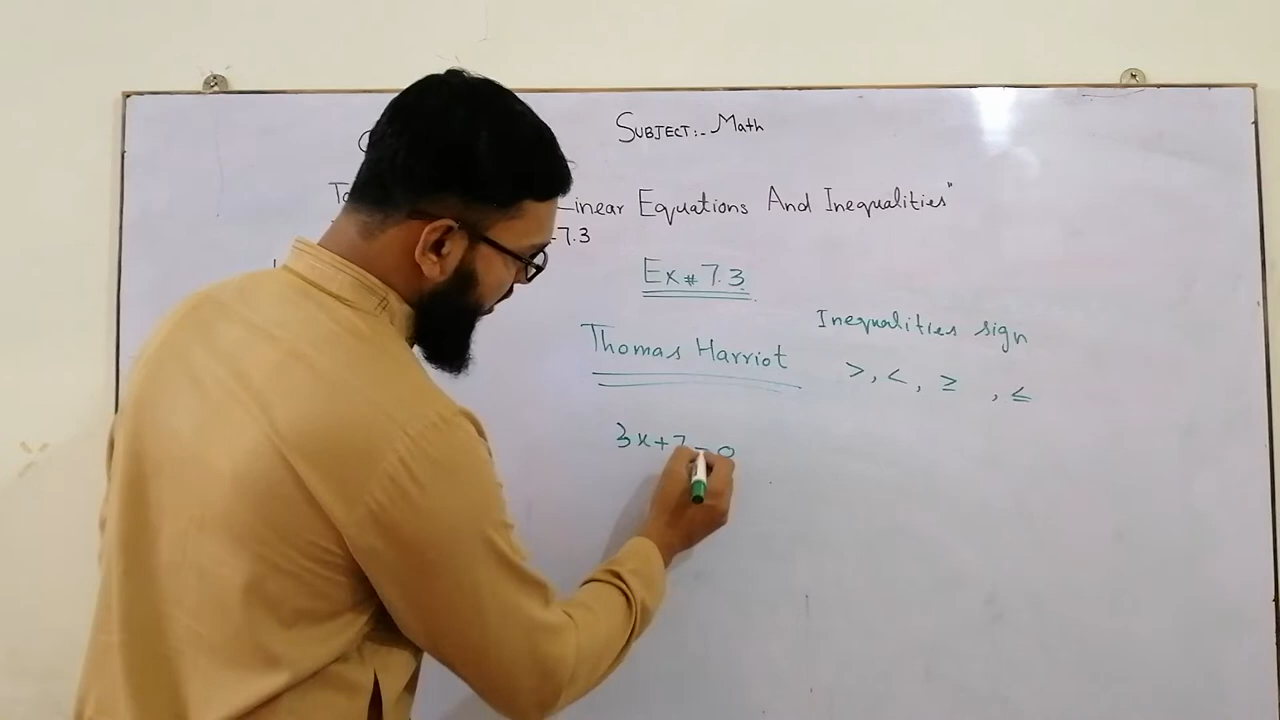 SUBJECT:- Math
Linear Equations And Inequalities"
-7.3
Ex # 7.3
Thomas Harriot
Inequalities sign
>, <, ≥ , ≤
3x+7=0